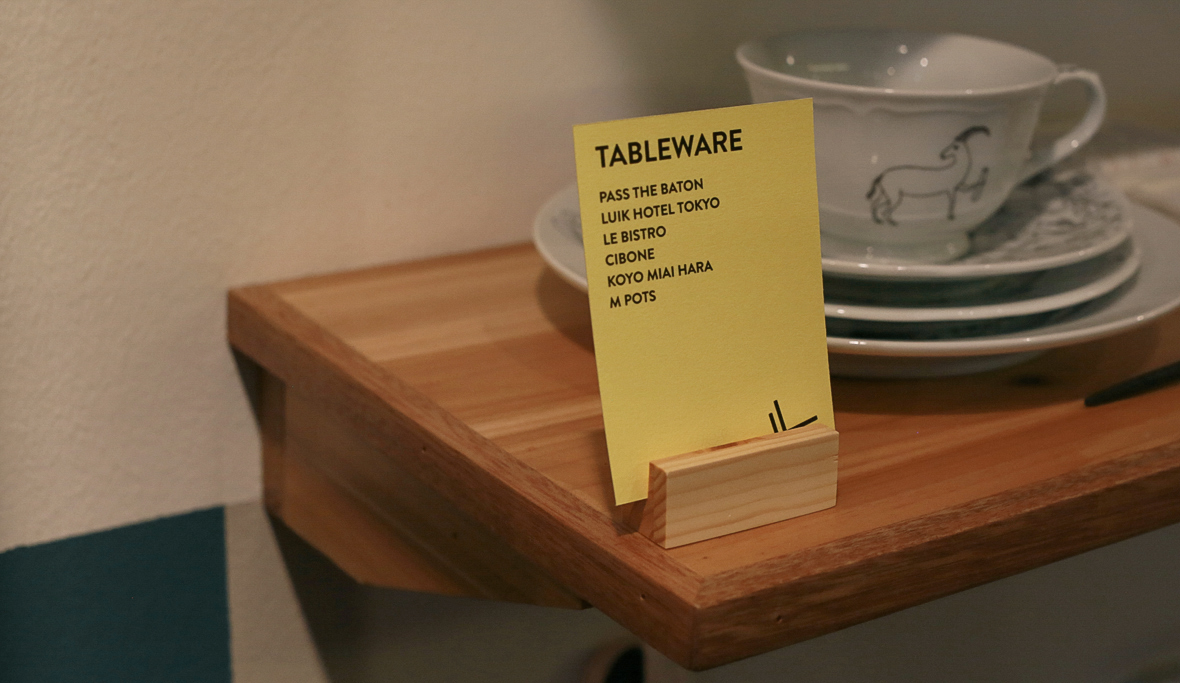 TABLEWARE
PASS THE BATON
LUIK HOTEL TOKYO
LE BISTRO
CIBONE
KOYO MIAI HARA
M POTS